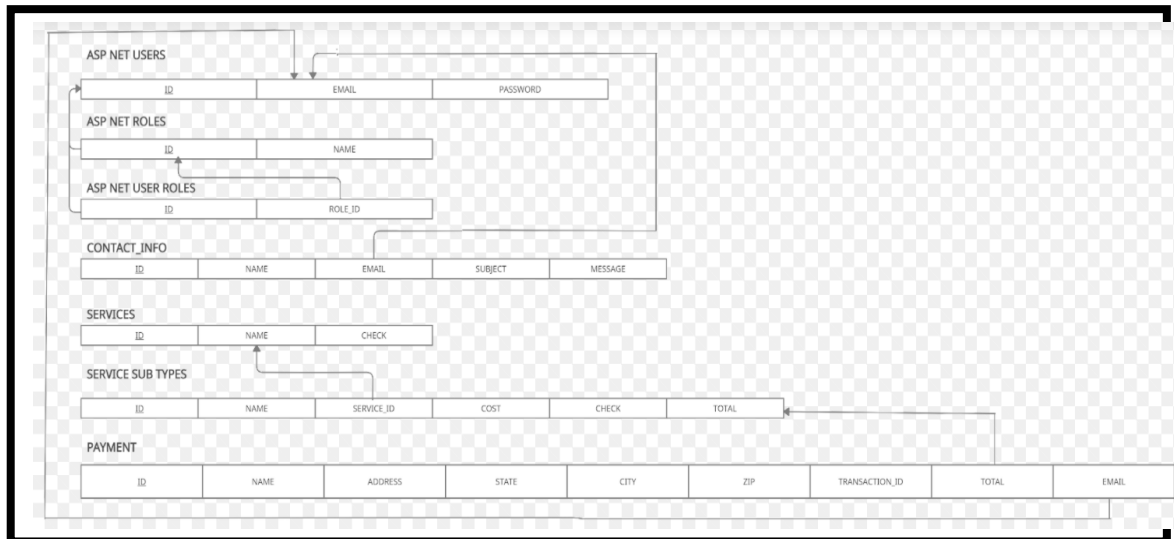 ASP NET USERS
ID EMAIL PASSWORD
ASP NET ROLES
ID NAME
ASP NET USER ROLES
ID ROLE_ID
CONTACT_INFO
ID NAME EMAIL SUBJECT MESSAGE
SERVICES
ID NAME CHECK
SERVICE SUB TYPES
ID NAME SERVICE_ID COST CHECK TOTAL
PAYMENT
ID NAME ADDRESS STATE CITY ZIP TRANSACTION_ID TOTAL EMAIL